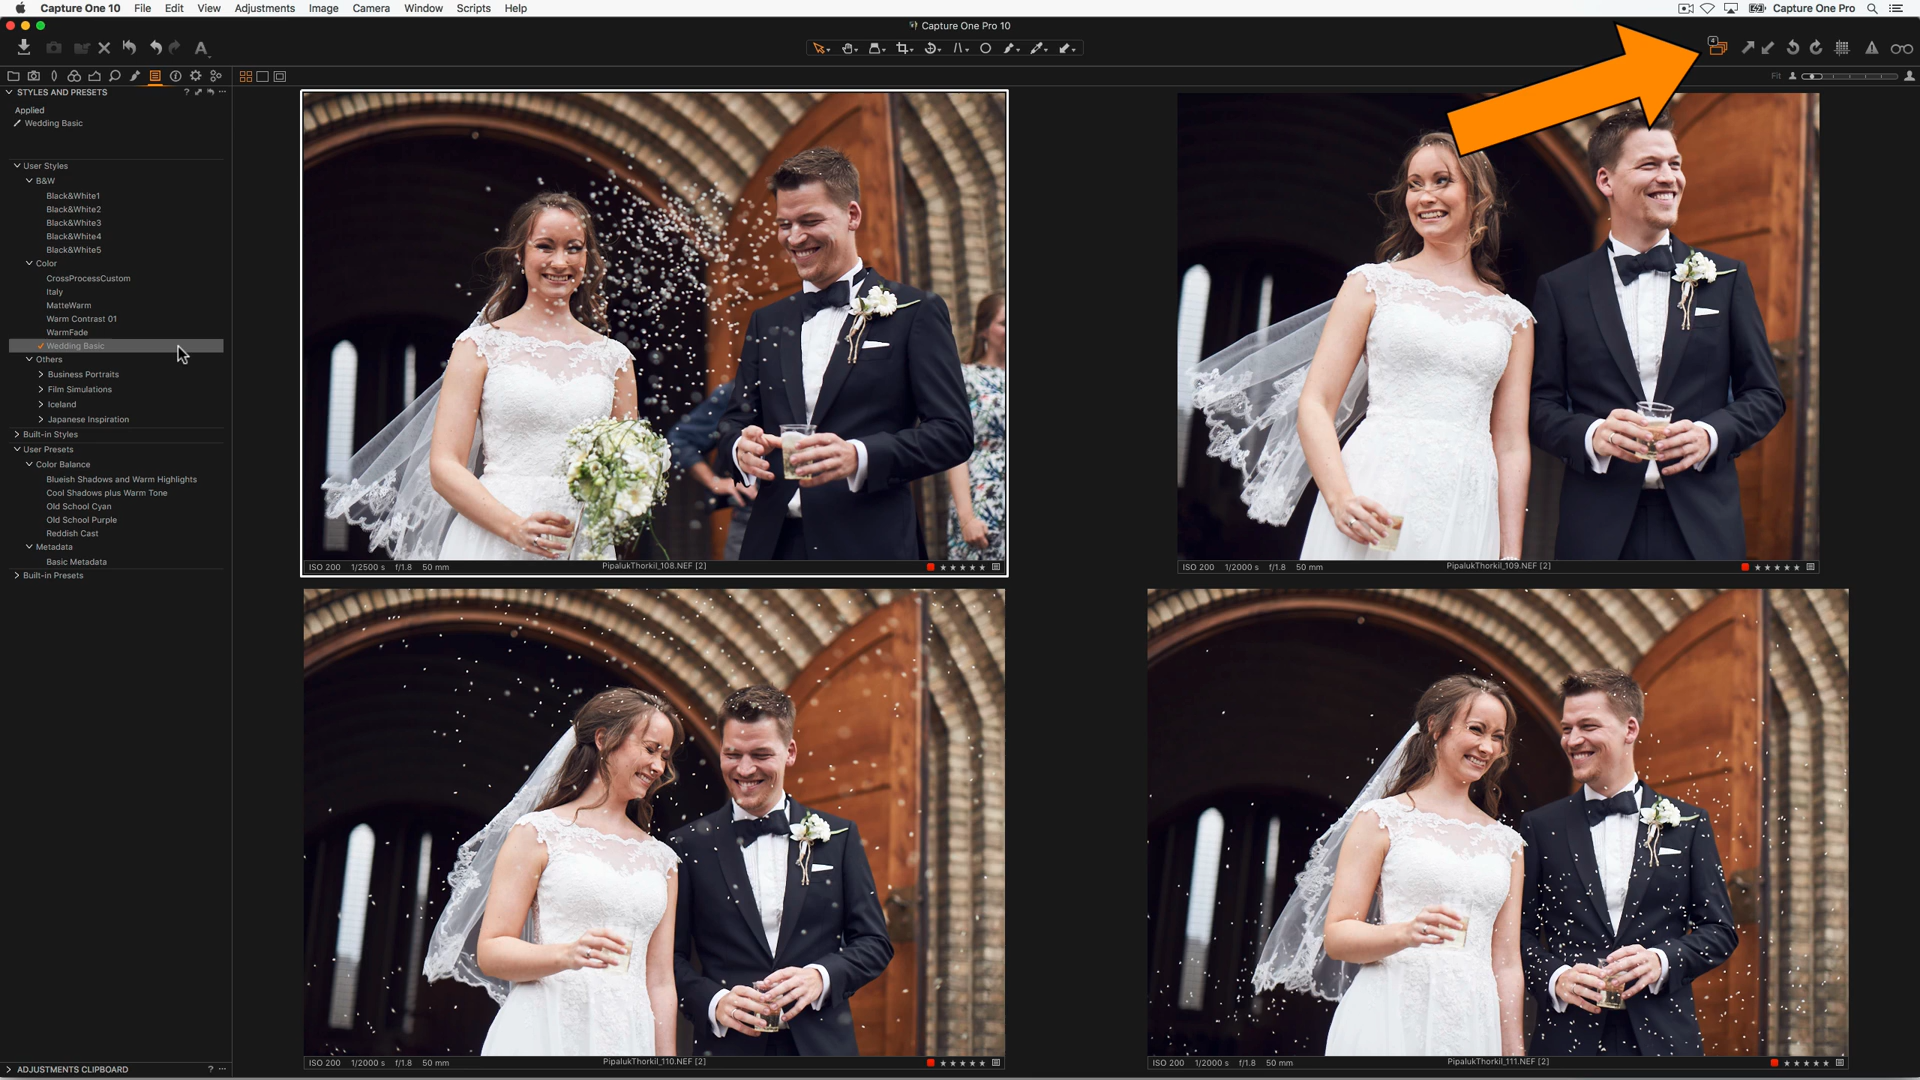 Capture One 10 File Edit View Adjustments Image Camera Window Scripts Help
Capture One Pro
Capture One Pro 10
A
4
Fit
STYLES AND PRESETS ?
Applied
Wedding Basic
User Styles
B&W
Black&White1
Black&White2
Black&White3
Black&White4
Black&White5
Color
CrossProcessCustom
Italy
MatteWarm
Warm Contrast 01
WarmFade
Wedding Basic
Others
Business Portraits
Film Simulations
Iceland
Japanese Inspiration
Built-in Styles
User Presets
Color Balance
Blueish Shadows and Warm Highlights
Cool Shadows plus Warm Tone
Old School Cyan
Old School Purple
Reddish Cast
Metadata
Basic Metadata
Built-in Presets
ADJUSTMENTS CLIPBOARD ?
ISO 200 1/2500 s f/1.8 50 mm PipalukThorkil_108.NEF [2]
ISO 200 1/2000 s f/1.8 50 mm PipalukThorkil_109.NEF [2]
ISO 200 1/2000 s f/1.8 50 mm PipalukThorkil_110.NEF [2]
ISO 200 1/2000 s f/1.8 50 mm PipalukThorkil_111.NEF [2]